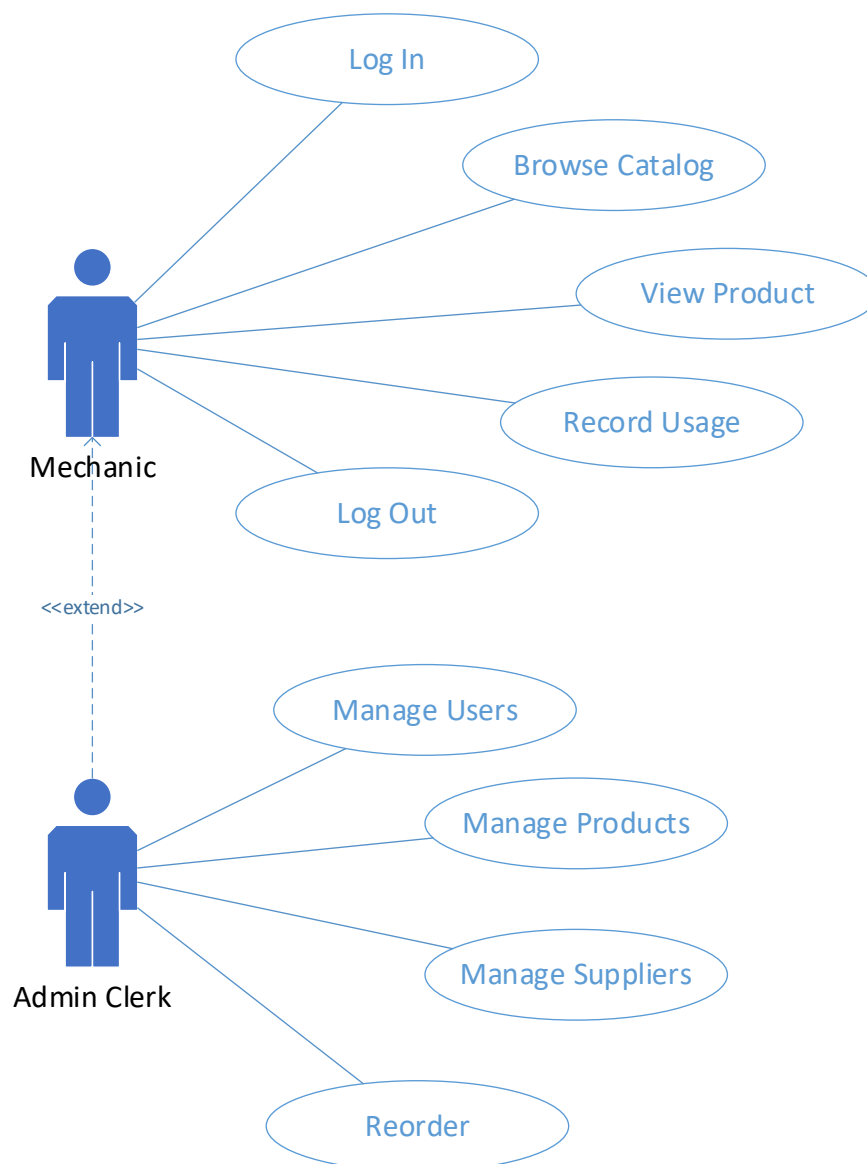 Log In
Browse Catalog
View Product
Record Usage
Mechanic
Log Out
<<extend>>
Manage Users
Manage Products
Manage Suppliers
Admin Clerk
Reorder